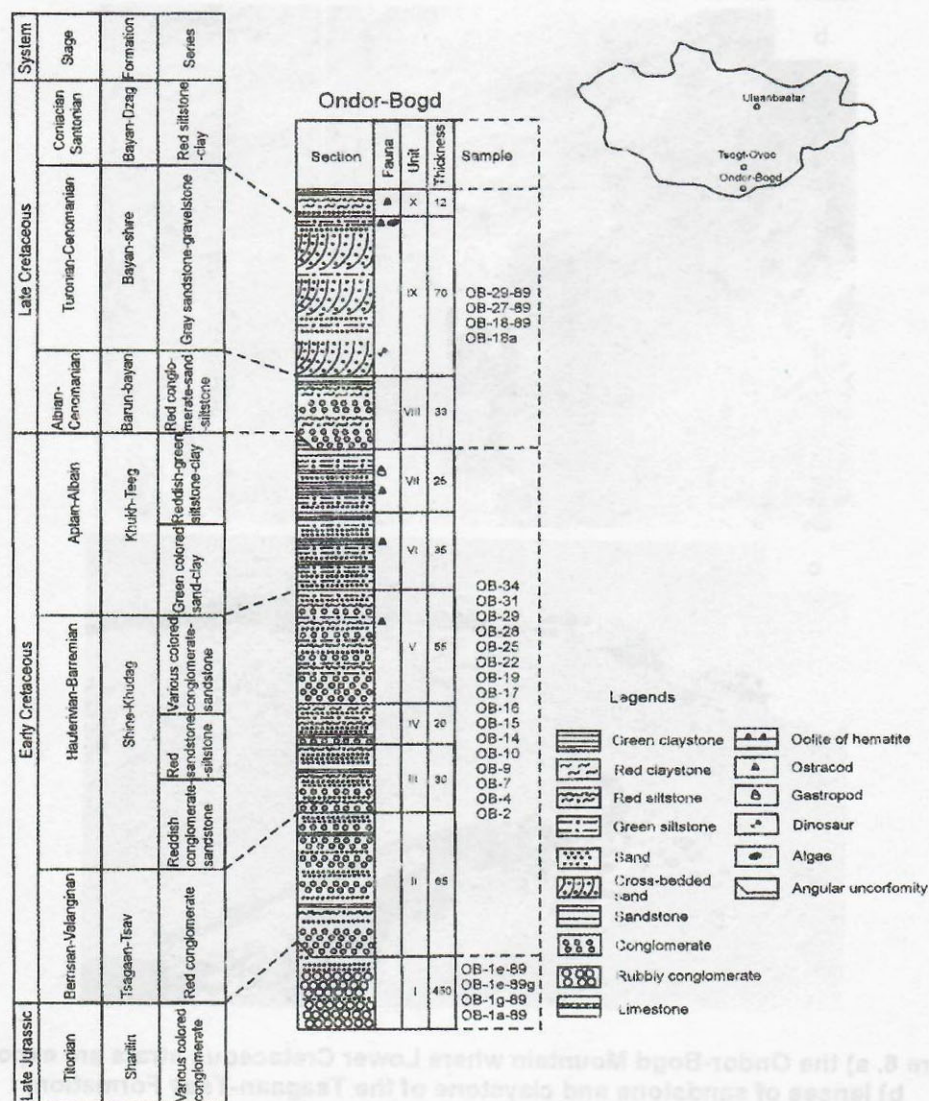 System
Stage
Formation
Series
Late Cretaceous
Coniacian
Santonian
Bayan-Dzag
Red siltstone
-clay
Turonian-Cenomanian
Bayan-shire
Gray sandstone-gravelstone
Albian-
Cenomanian
Barun-bayan
Red conglo-
merate-sand
-siltstone
Early Cretaceous
Aptain-Albain
Khukh-Teeg
Reddish-green
siltstone-clay
Green colored
sand-clay
Hauterivian-Barremian
Shine-Khudag
Various colored
conglomerate-
sandstone
Red
sandstone
-siltstone
Reddish
conglomerate-
sandstone
Berrisian-Valanginan
Tsagaan-Tsav
Red conglomerate
Late Jurassic
Titonian
Sharilin
Various colored
conglomerate
Ondor-Bogd
Section
Fauna
Unit
Thickness
Sample
X 12
IX 70
VIII 33
VII 25
VI 35
V 55
IV 20
III 30
II 65
I 450
OB-29-89
OB-27-89
OB-18-89
OB-18a
OB-34
OB-31
OB-29
OB-28
OB-25
OB-22
OB-19
OB-17
OB-16
OB-15
OB-14
OB-10
OB-9
OB-7
OB-4
OB-2
OB-1e-89
OB-1e-89g
OB-1g-89
OB-1a-89
Ulaanbaatar
Tsogt-Ovoo
Ondor-Bogd
Legends
Green claystone
Red claystone
Red siltstone
Green siltstone
Sand
Cross-bedded
sand
Sandstone
Conglomerate
Rubbly conglomerate
Limestone
Oolite of hematite
Ostracod
Gastropod
Dinosaur
Algae
Angular uncorfomity